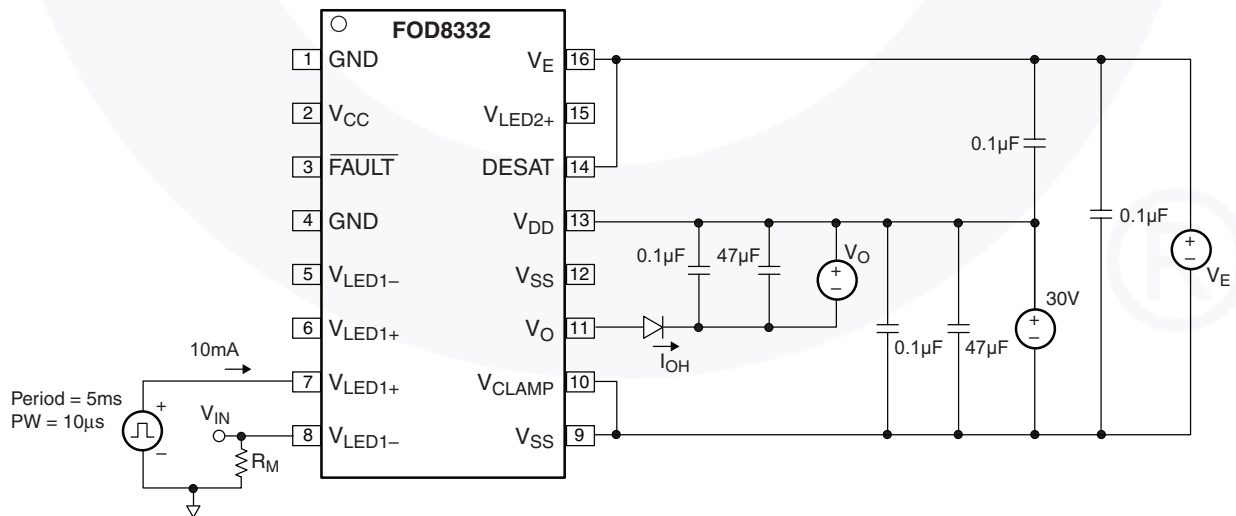 FOD8332
1 GND
2 VCC
3 FAULT
4 GND
5 VLED1–
6 VLED1+
7 VLED1+
8 VLED1–
VE 16
VLED2+ 15
DESAT 14
VDD 13
VSS 12
VO 11
VCLAMP 10
VSS 9
10mA
Period = 5ms
PW = 10µs
+
–
VIN
RM
0.1µF
47µF
+
–
VO
IOH
0.1µF
47µF
0.1µF
30V
+
–
0.1µF
+
–
VE
®